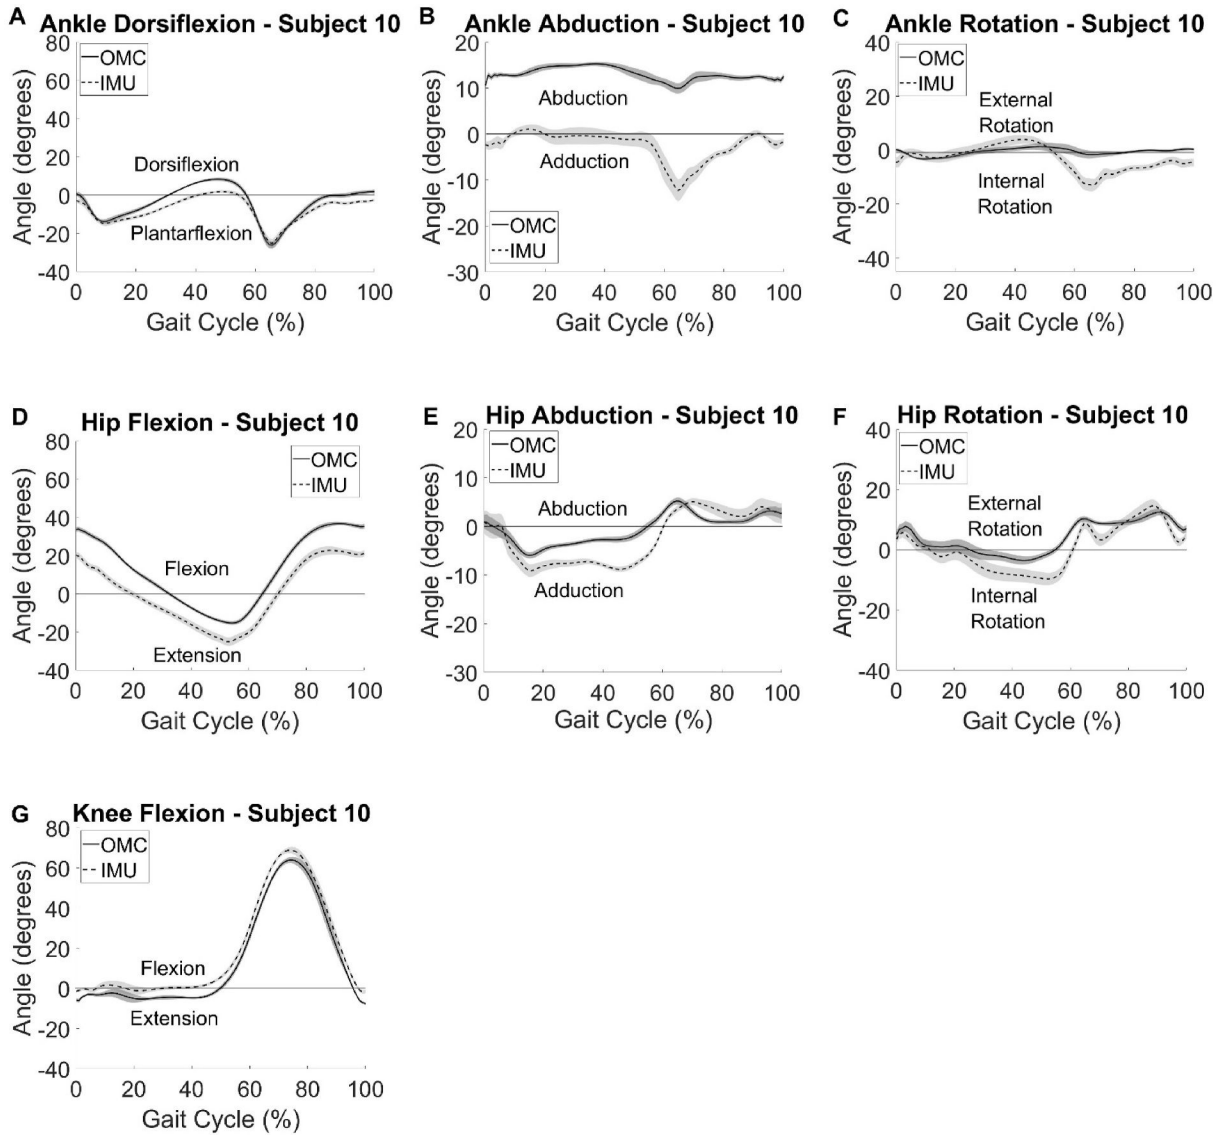 A Ankle Dorsiflexion - Subject 10
80
60
40
20
0
-20
-40
Angle (degrees)
OMC
IMU
Dorsiflexion
Plantarflexion
0 20 40 60 80 100
Gait Cycle (%)
B Ankle Abduction - Subject 10
20
10
0
-10
-20
-30
Angle (degrees)
Abduction
Adduction
OMC
IMU
0 20 40 60 80 100
Gait Cycle (%)
C Ankle Rotation - Subject 10
40
20
0
-20
-40
Angle (degrees)
OMC
IMU
External
Rotation
Internal
Rotation
0 20 40 60 80 100
Gait Cycle (%)
D Hip Flexion - Subject 10
80
60
40
20
0
-20
-40
Angle (degrees)
OMC
IMU
Flexion
Extension
0 20 40 60 80 100
Gait Cycle (%)
E Hip Abduction - Subject 10
20
10
0
-10
-20
-30
Angle (degrees)
OMC
IMU
Abduction
Adduction
0 20 40 60 80 100
Gait Cycle (%)
F Hip Rotation - Subject 10
40
20
0
-20
-40
Angle (degrees)
OMC
IMU
External
Rotation
Internal
Rotation
0 20 40 60 80 100
Gait Cycle (%)
G Knee Flexion - Subject 10
80
60
40
20
0
-20
-40
Angle (degrees)
OMC
IMU
Flexion
Extension
0 20 40 60 80 100
Gait Cycle (%)